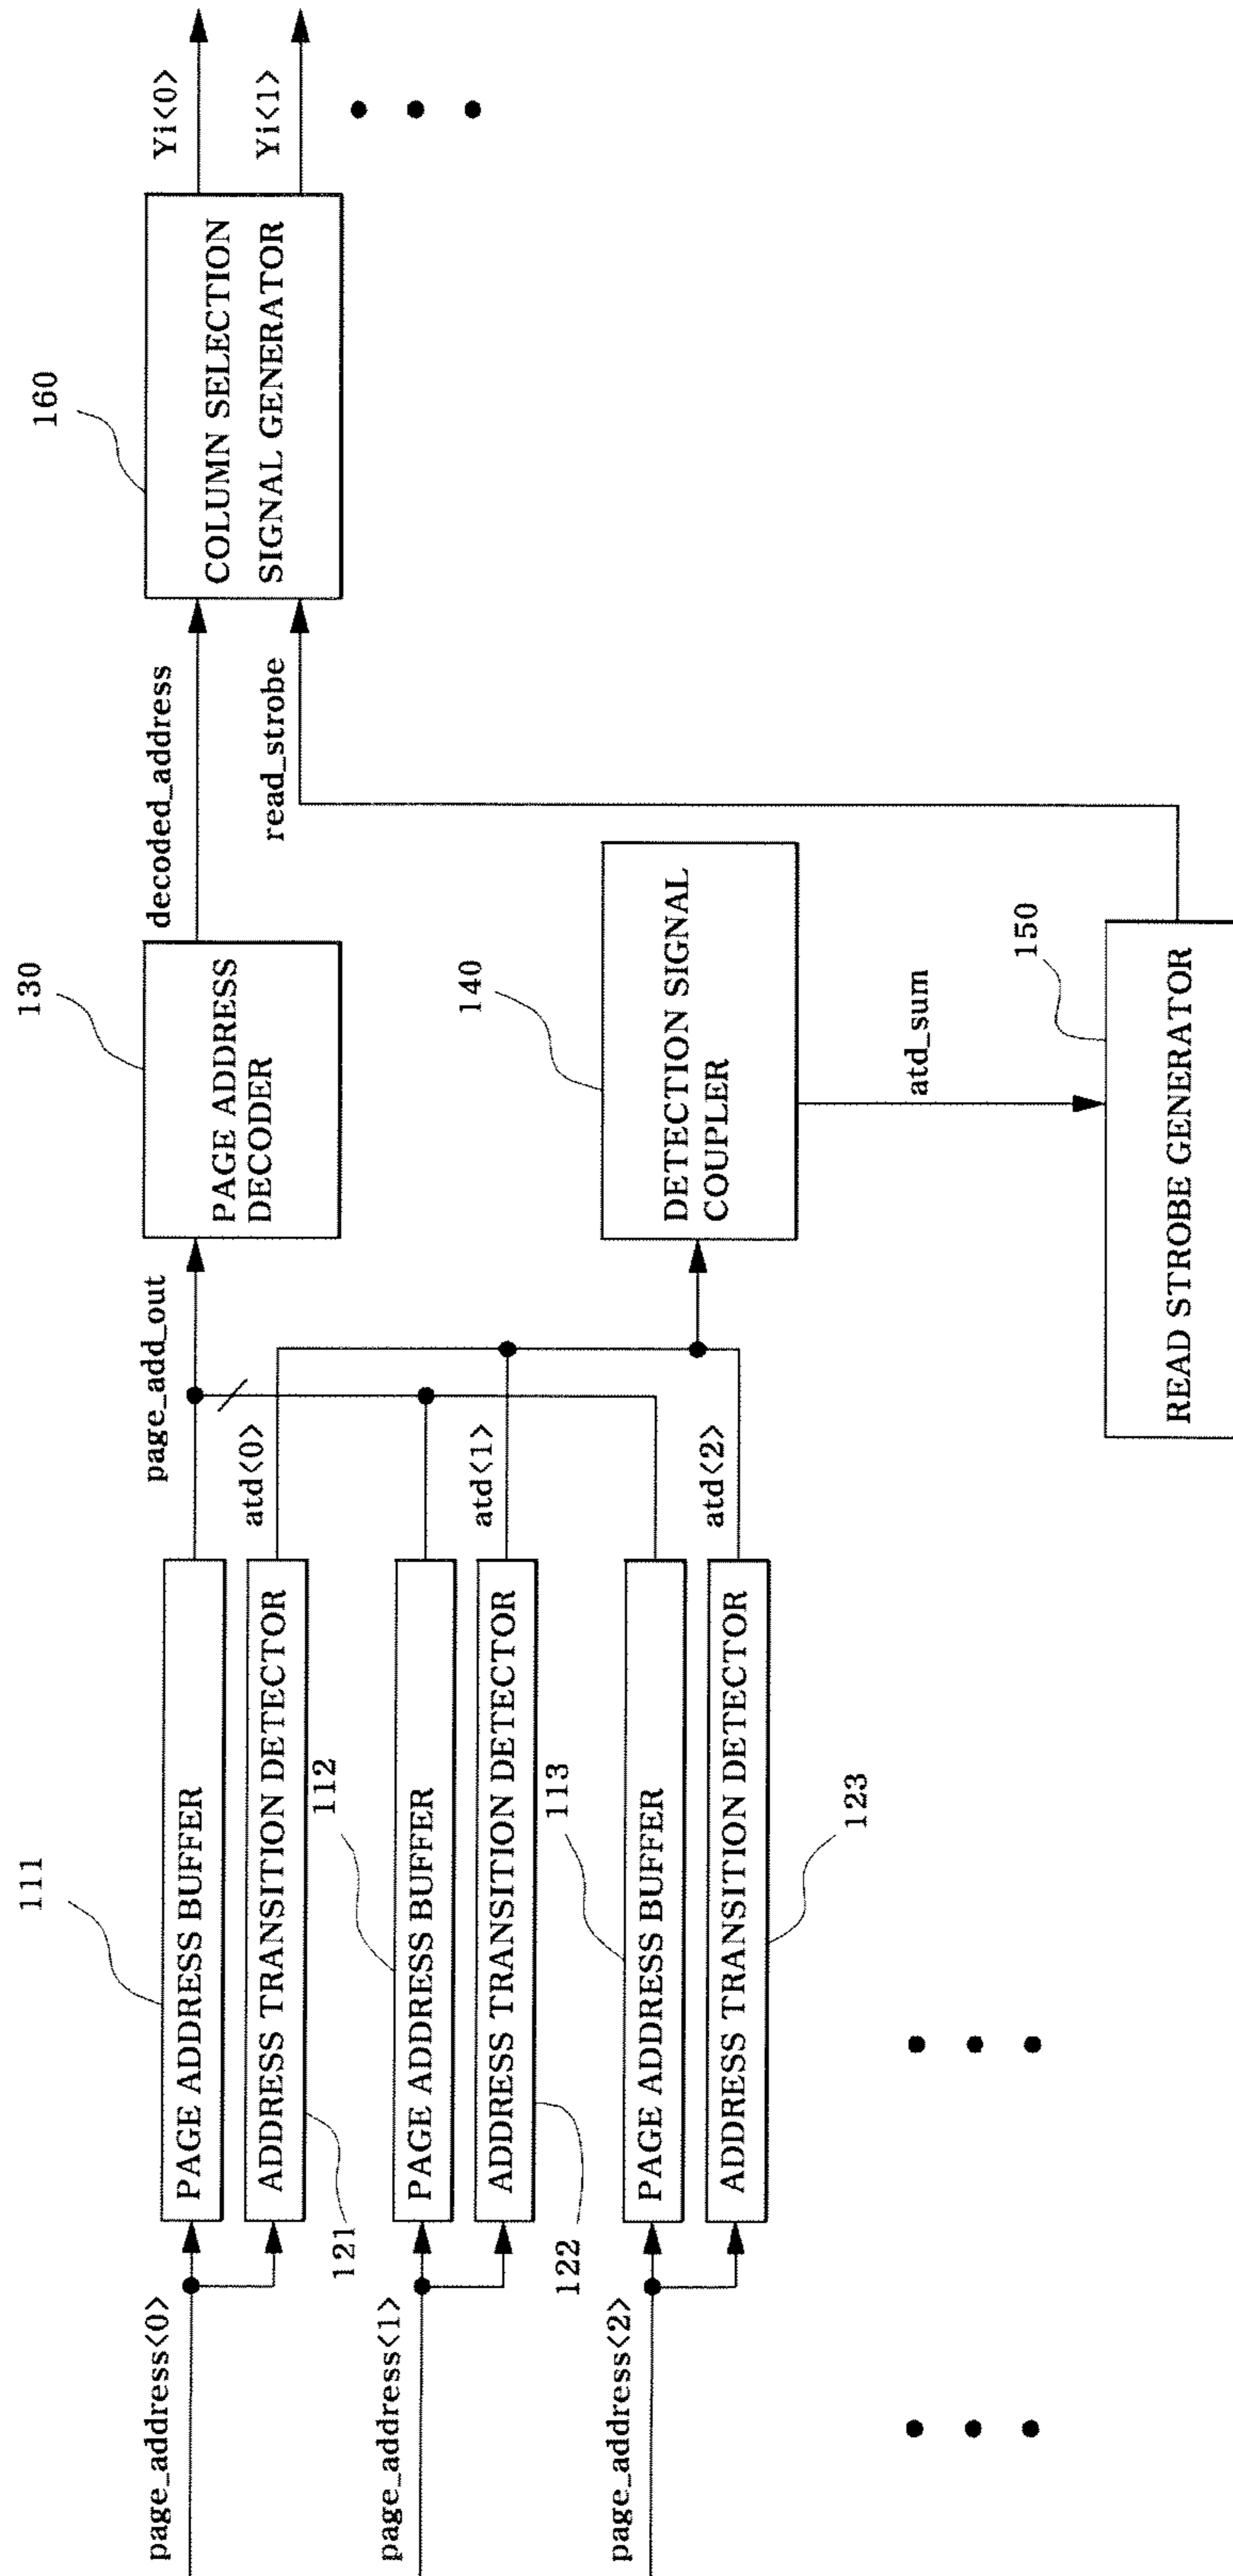 page_address<0>
111
PAGE ADDRESS BUFFER
page_add_out
130
PAGE ADDRESS
DECODER
decoded_address
160
COLUMN SELECTION
SIGNAL GENERATOR
Yi<0>
Yi<1>
ADDRESS TRANSITION DETECTOR
121
atd<0>
read_strobe
page_address<1>
112
PAGE ADDRESS BUFFER
ADDRESS TRANSITION DETECTOR
122
atd<1>
140
DETECTION SIGNAL
COUPLER
page_address<2>
113
PAGE ADDRESS BUFFER
ADDRESS TRANSITION DETECTOR
123
atd<2>
atd_sum
150
READ STROBE GENERATOR